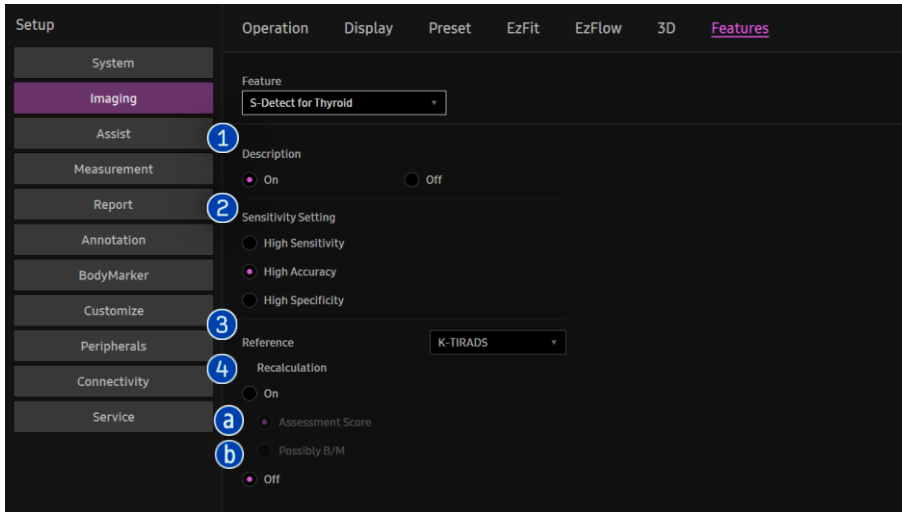 Setup
Operation Display Preset EzFit EzFlow 3D Features
System
Imaging
Assist
Measurement
Report
Annotation
BodyMarker
Customize
Peripherals
Connectivity
Service
Feature
S-Detect for Thyroid
1
Description
On Off
2
Sensitivity Setting
High Sensitivity
High Accuracy
High Specificity
3
Reference K-TIRADS
4
Recalculation
On
a Assessment Score
b Possibly B/M
Off